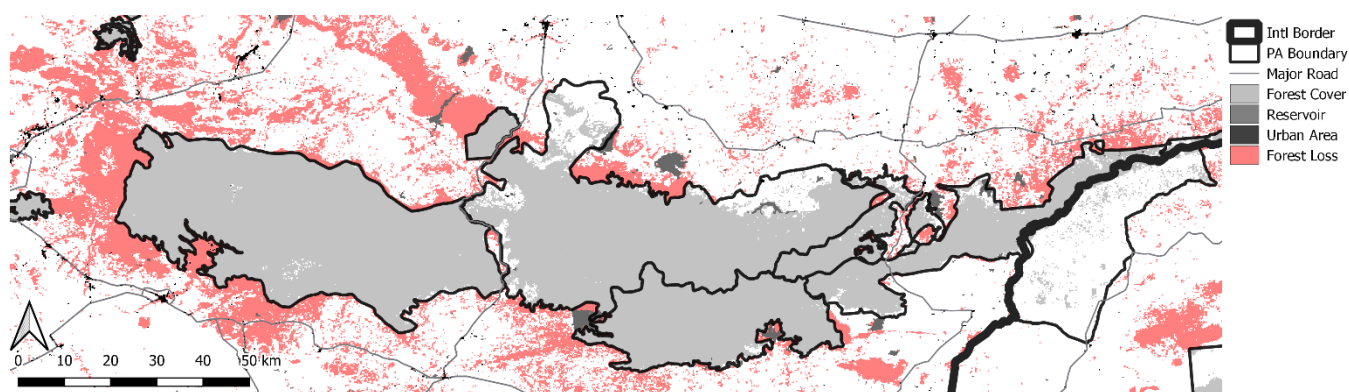 Intl Border
PA Boundary
Major Road
Forest Cover
Reservoir
Urban Area
Forest Loss
0 10 20 30 40 50 km